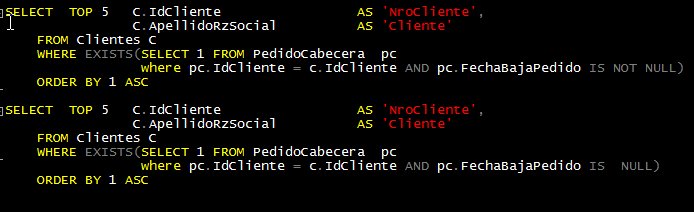 SELECT  TOP 5   C.IdCliente                 AS 'NroCliente',
                C.ApellidoRzSocial          AS 'Cliente'
    FROM Clientes C
    WHERE EXISTS(SELECT 1 FROM PedidoCabecera  pc
                 where pc.IdCliente = c.IdCliente AND pc.FechaBajaPedido IS NOT NULL)
    ORDER BY 1 ASC
SELECT  TOP 5   C.IdCliente                 AS 'NroCliente',
                C.ApellidoRzSocial          AS 'Cliente'
    FROM Clientes C
    WHERE EXISTS(SELECT 1 FROM PedidoCabecera  pc
                 where pc.IdCliente = c.IdCliente AND pc.FechaBajaPedido IS  NULL)
    ORDER BY 1 ASC